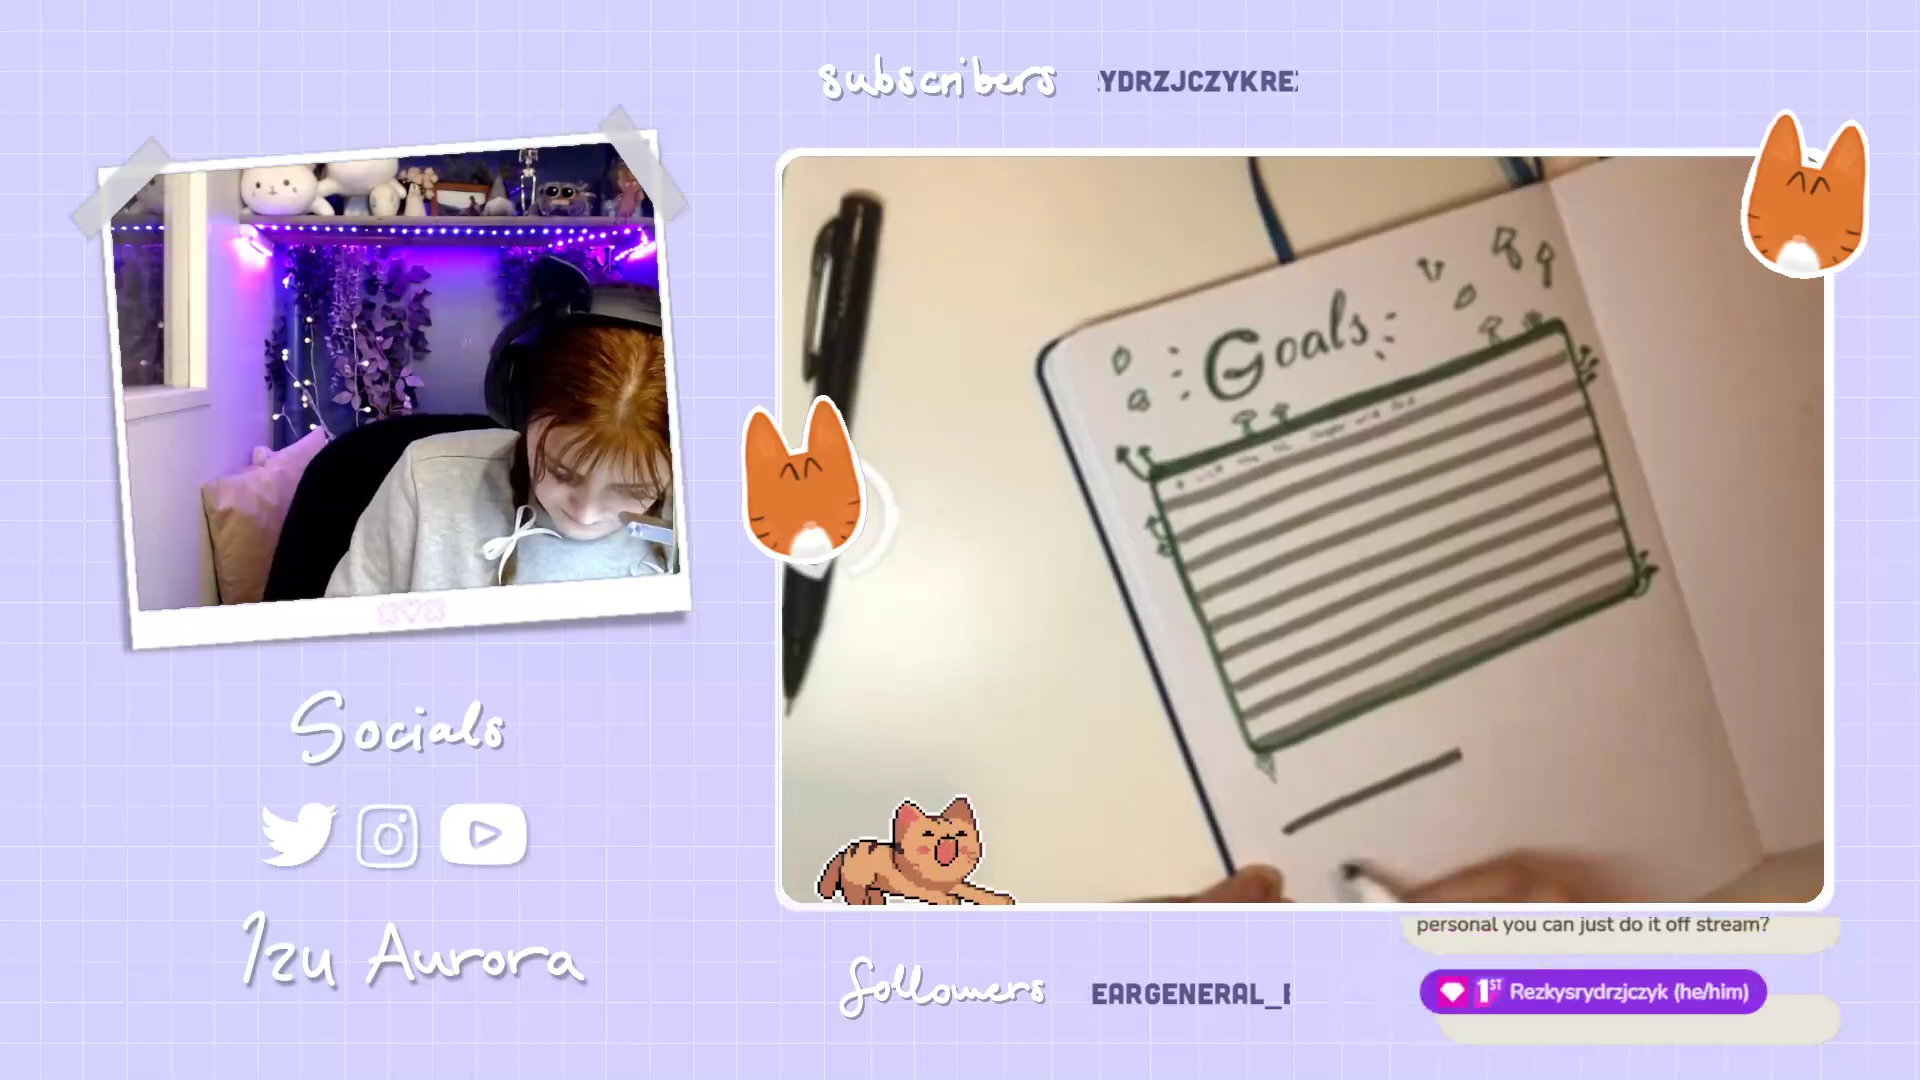 subscribers
YDRZJCZYKRE
Goals
Socials
Izu Aurora
followers
EARGENERAL_
personal you can just do it off stream?
1ST Rezkysrydrzjczyk (he/him)